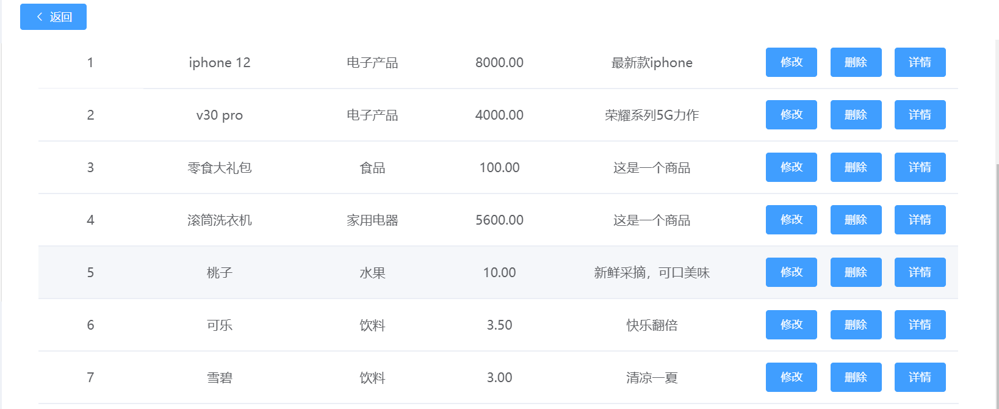 返回
1 iphone 12 电子产品 8000.00 最新款iphone 修改 删除 详情
2 v30 pro 电子产品 4000.00 荣耀系列5G力作 修改 删除 详情
3 零食大礼包 食品 100.00 这是一个商品 修改 删除 详情
4 滚筒洗衣机 家用电器 5600.00 这是一个商品 修改 删除 详情
5 桃子 水果 10.00 新鲜采摘，可口美味 修改 删除 详情
6 可乐 饮料 3.50 快乐翻倍 修改 删除 详情
7 雪碧 饮料 3.00 清凉一夏 修改 删除 详情